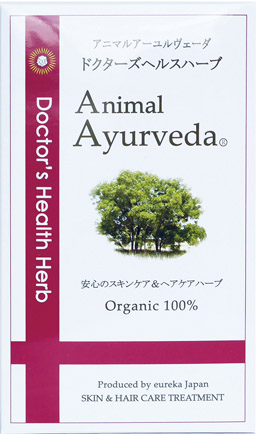 アニマルアーユルヴェーダ
ドクターズヘルスハーブ
Animal
Ayurveda®
Doctor's Health Herb
安心のスキンケア&ヘアケアハーブ
Organic 100%
Produced by eureka Japan
SKIN & HAIR CARE TREATMENT